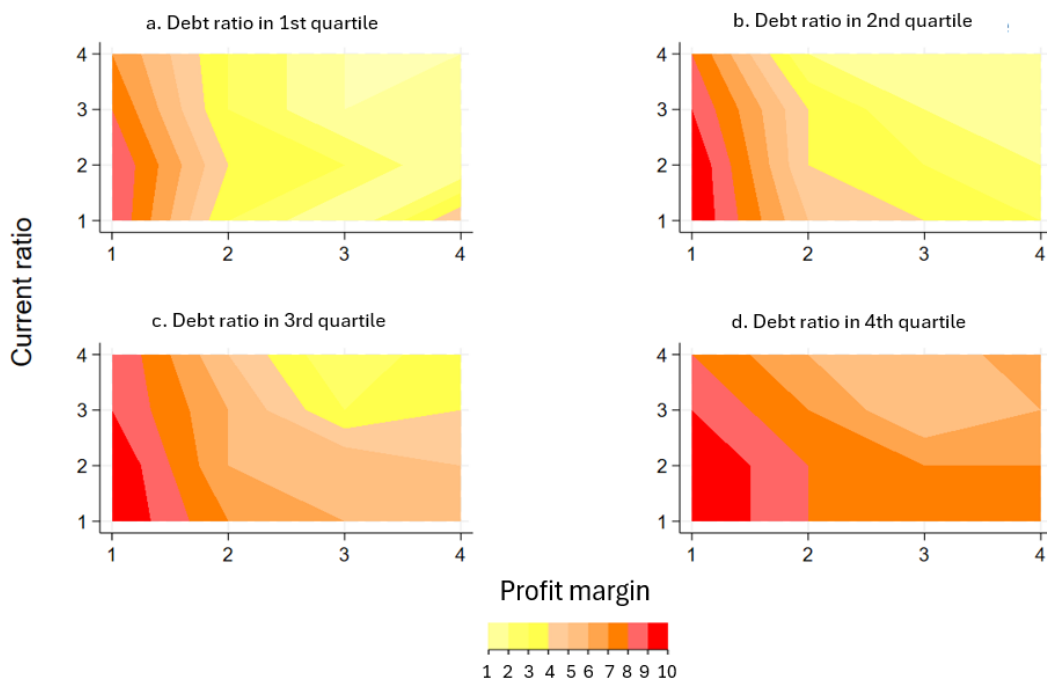 a. Debt ratio in 1st quartile
4
3
2
1
1 2 3 4
b. Debt ratio in 2nd quartile
4
3
2
1
1 2 3 4
Current ratio
c. Debt ratio in 3rd quartile
4
3
2
1
1 2 3 4
d. Debt ratio in 4th quartile
4
3
2
1
1 2 3 4
Profit margin
1 2 3 4 5 6 7 8 9 10